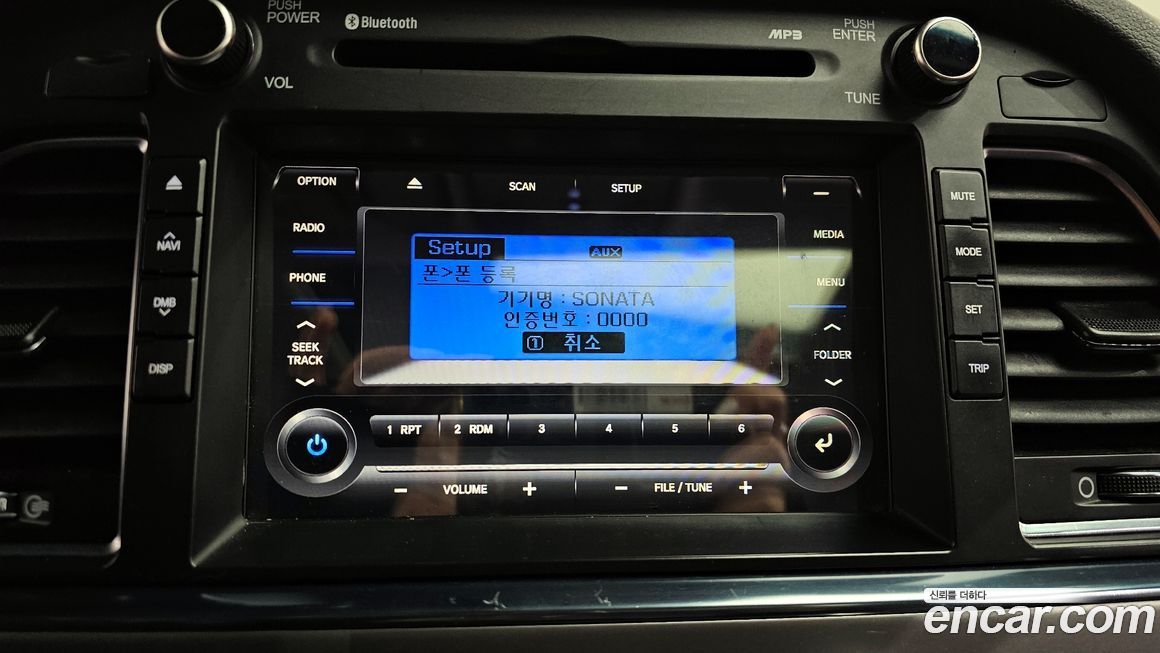 PUSH
POWER
Bluetooth
VOL
MP3
PUSH
ENTER
TUNE
OPTION
SCAN
SETUP
RADIO
PHONE
SEEK
TRACK
NAVI
DMB
DISP
Setup
AUX
폰>폰 등록
기기명 : SONATA
인증번호 : 0000
① 취소
MEDIA
MENU
FOLDER
MUTE
MODE
SET
TRIP
1 RPT
2 RDM
3
4
5
6
− VOLUME +
− FILE / TUNE +
신뢰를 더하다
encar.com